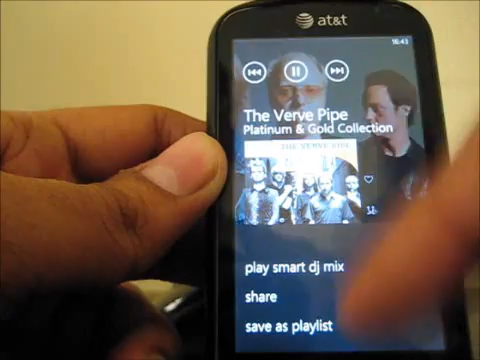 at&t
16:43
The Verve Pipe
Platinum & Gold Collection
THE VERVE PIPE
play smart dj mix
share
save as playlist